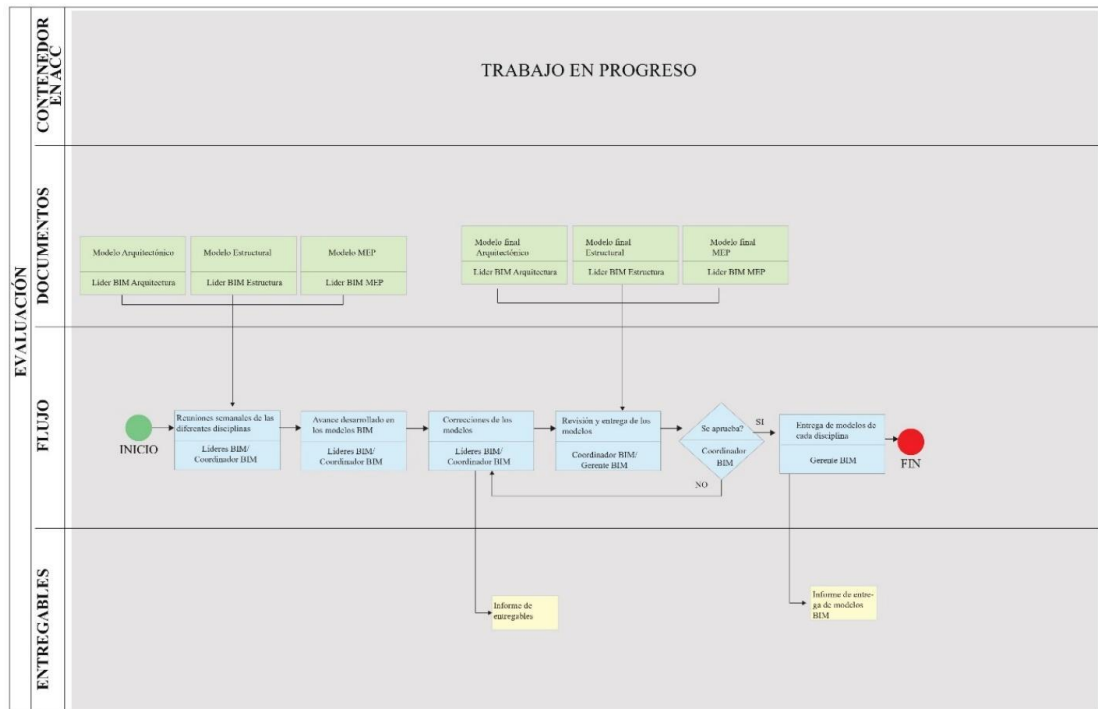 EVALUACIÓN
CONTENEDOR
EN ACC
TRABAJO EN PROGRESO
DOCUMENTOS
Modelo Arquitectónico
Lider BIM Arquitectura
Modelo Estructural
Lider BIM Estructura
Modelo MEP
Lider BIM MEP
Modelo final
Arquitectónico
Lider BIM Arquitectura
Modelo final
Estructural
Lider BIM Estructura
Modelo final
MEP
Lider BIM MEP
FLUJO
INICIO
Reuniones semanales de las
diferentes disciplinas
Líderes BIM/
Coordinador BIM
Avance desarrollado en
los modelos BIM
Líderes BIM/
Coordinador BIM
Correcciones de los
modelos
Líderes BIM/
Coordinador BIM
Revisión y entrega de los
modelos
Coordinador BIM/
Gerente BIM
Se aprueba?
Coordinador
BIM
SI
NO
Entrega de modelos de
cada disciplina
Gerente BIM
FIN
ENTREGABLES
Informe de
entregables
Informe de entre-
ga de modelos
BIM